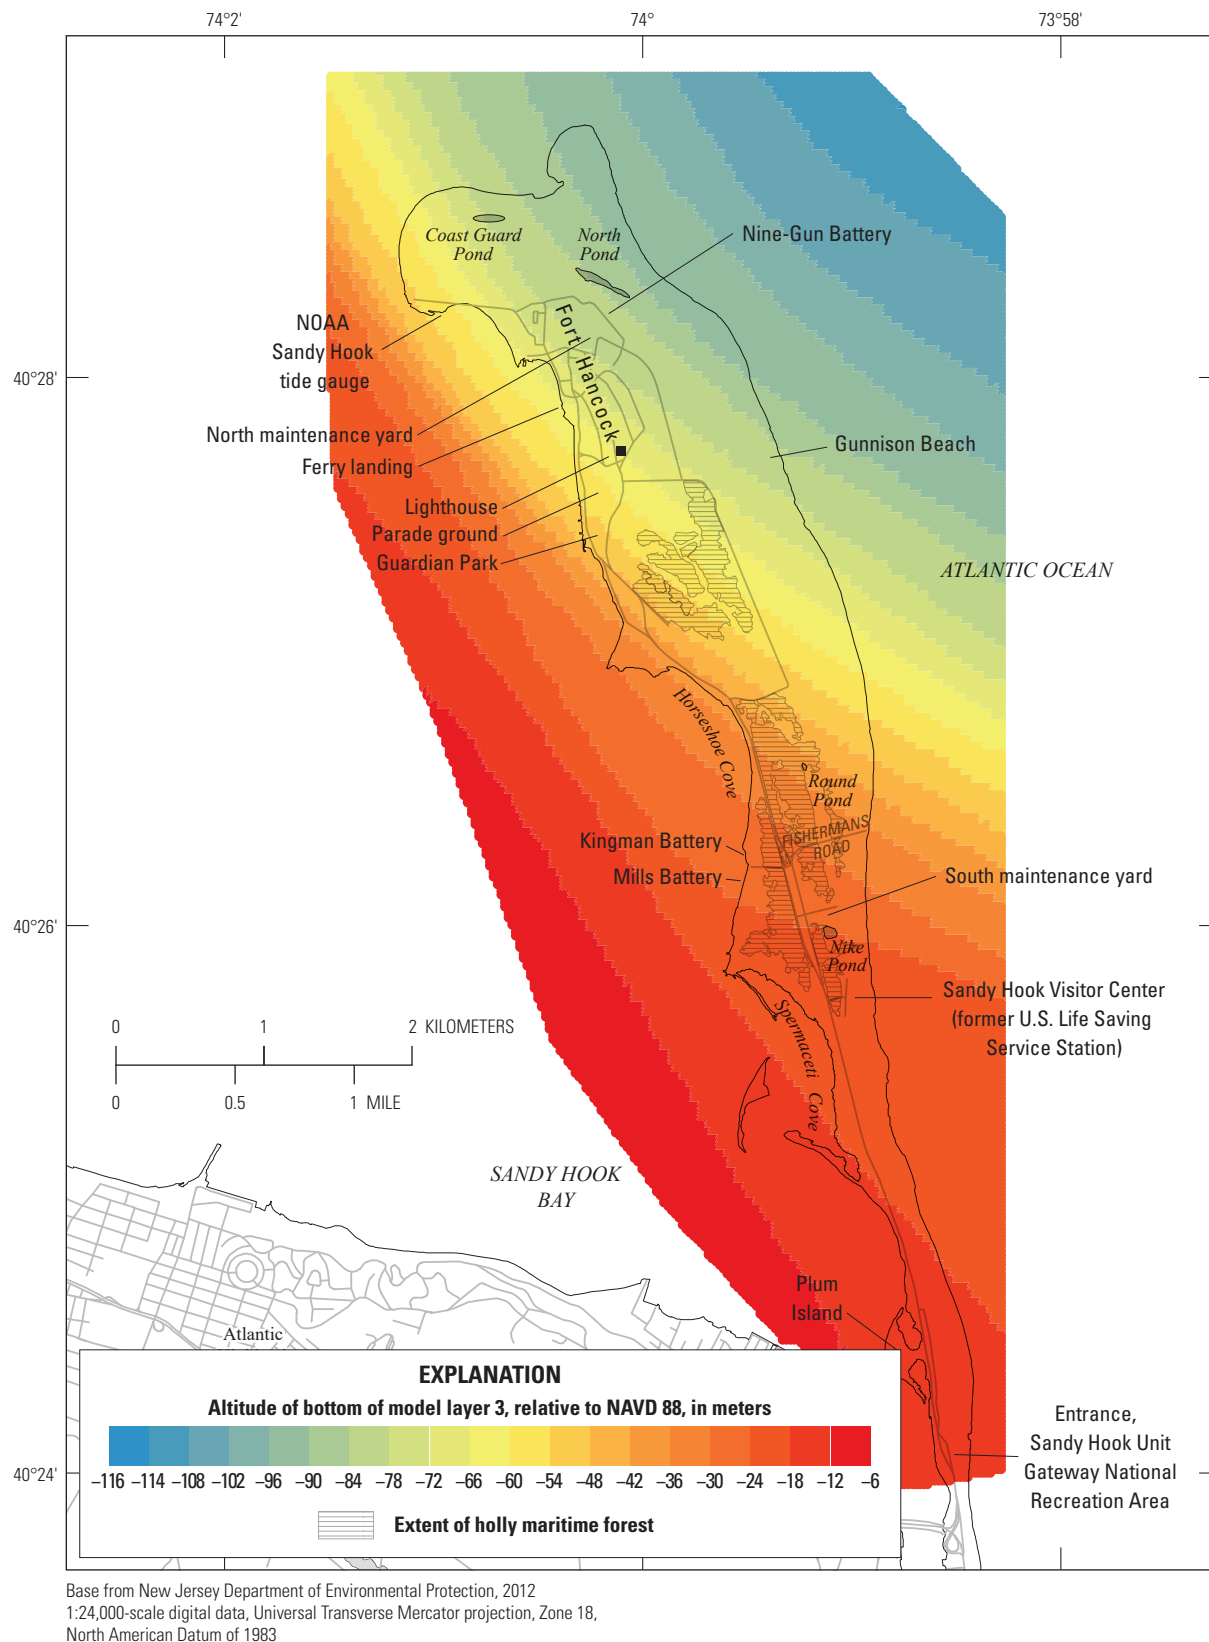 74°2'
74°
73°58'
Coast Guard
Pond
North
Pond
Nine-Gun Battery
NOAA
Sandy Hook
tide gauge
Fort Hancock
40°28'
North maintenance yard
Ferry landing
Gunnison Beach
Lighthouse
Parade ground
Guardian Park
ATLANTIC OCEAN
Horseshoe Cove
Round
Pond
Kingman Battery
FISHERMANS
ROAD
Mills Battery
South maintenance yard
40°26'
Nike
Pond
Sandy Hook Visitor Center
(former U.S. Life Saving
Service Station)
Spermaceti Cove
0 1 2 KILOMETERS
0 0.5 1 MILE
SANDY HOOK
BAY
Plum
Island
Atlantic
EXPLANATION
Altitude of bottom of model layer 3, relative to NAVD 88, in meters
–116 –114 –108 –102 –96 –90 –84 –78 –72 –66 –60 –54 –48 –42 –36 –30 –24 –18 –12 –6
Extent of holly maritime forest
Entrance,
Sandy Hook Unit
Gateway National
Recreation Area
40°24'
Base from New Jersey Department of Environmental Protection, 2012
1:24,000-scale digital data, Universal Transverse Mercator projection, Zone 18,
North American Datum of 1983